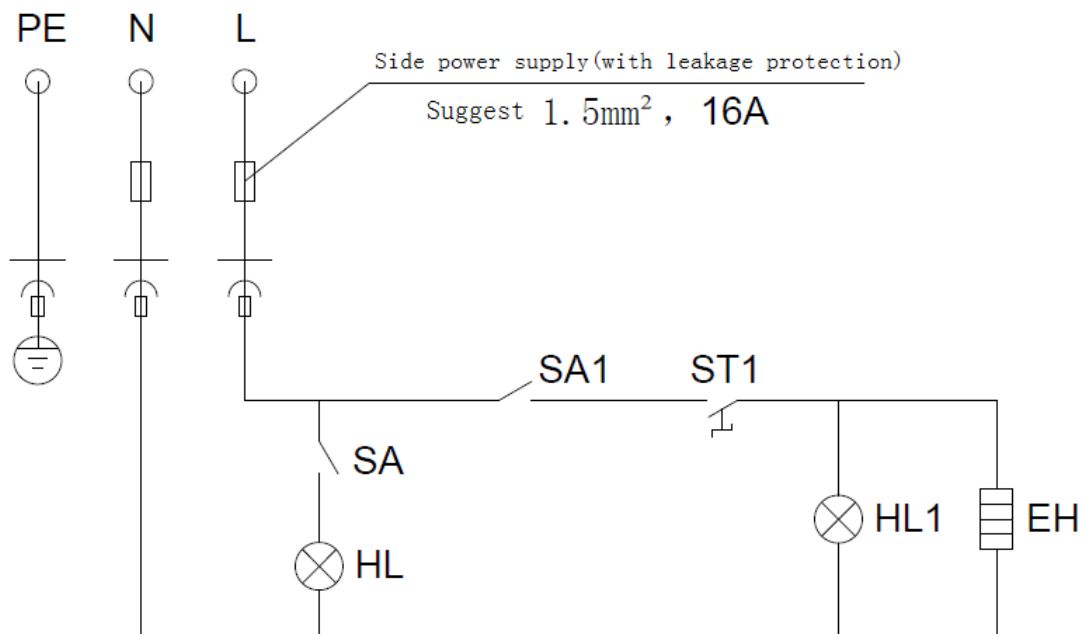 PE N L
Side power supply(with leakage protection)
Suggest 1.5mm², 16A
SA1 ST1
SA
HL1 EH
HL